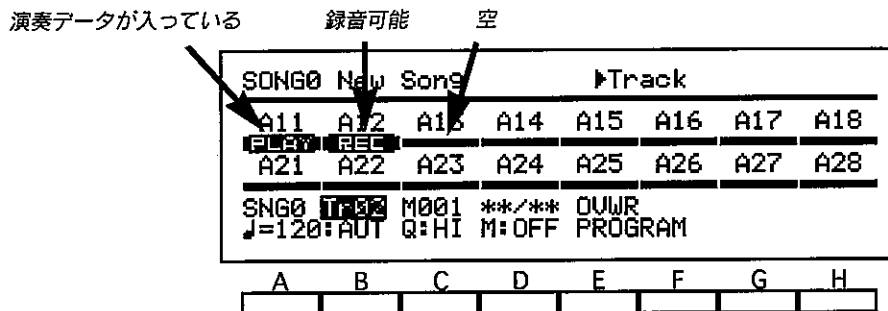 演奏データが入っている 録音可能 空
SONG0 New Song ▶Track
A11 A12 A13 A14 A15 A16 A17 A18
PLAY REC
A21 A22 A23 A24 A25 A26 A27 A28
SNG0 Tr02 M001 **/** OVWR
♩=120:AUT Q:HI M:OFF PROGRAM
A B C D E F G H